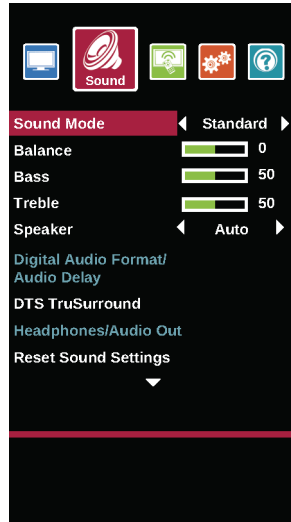 Sound
Sound Mode Standard
Balance 0
Bass 50
Treble 50
Speaker Auto
Digital Audio Format/
Audio Delay
DTS TruSurround
Headphones/Audio Out
Reset Sound Settings